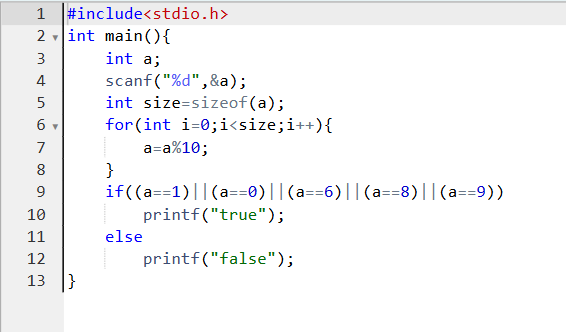 1 #include<stdio.h>
2 int main(){
3 int a;
4 scanf("%d",&a);
5 int size=sizeof(a);
6 for(int i=0;i<size;i++){
7 a=a%10;
8 }
9 if((a==1)||(a==0)||(a==6)||(a==8)||(a==9))
10 printf("true");
11 else
12 printf("false");
13 }